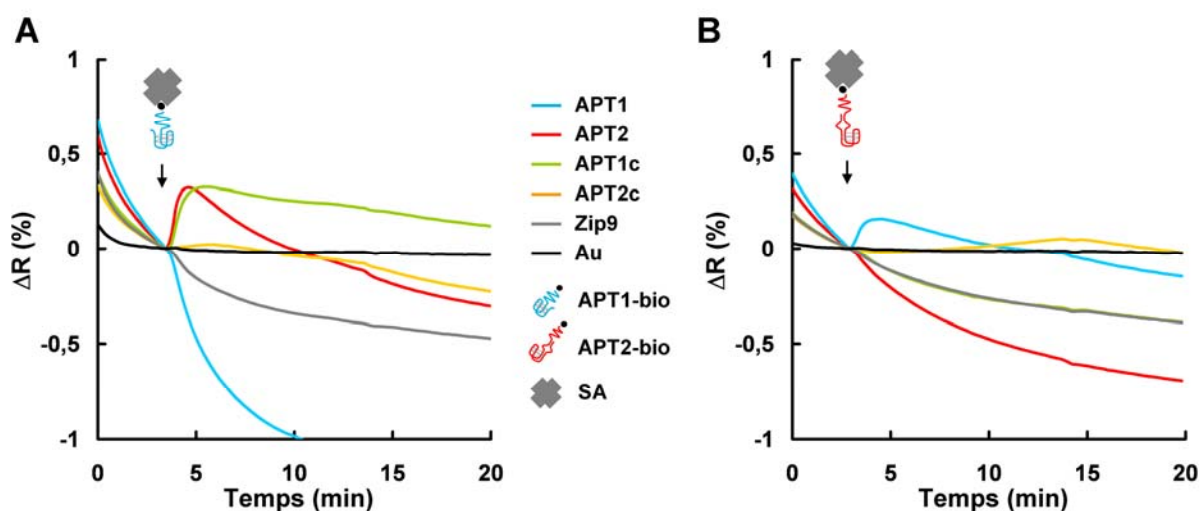 A
1
0,5
0
-0,5
-1
ΔR (%)
0 5 10 15 20
Temps (min)
APT1
APT2
APT1c
APT2c
Zip9
Au
APT1-bio
APT2-bio
SA
B
1
0,5
0
-0,5
-1
ΔR (%)
0 5 10 15 20
Temps (min)